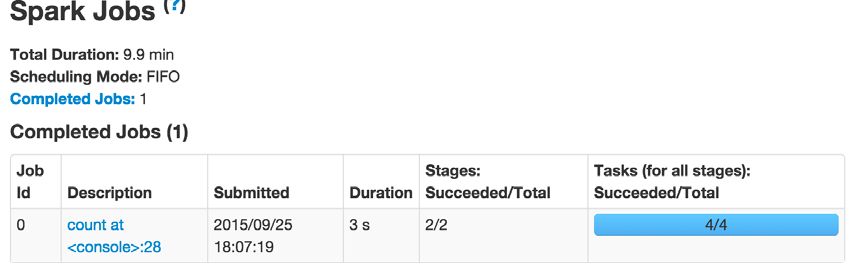 Spark Jobs (?)
Total Duration: 9.9 min
Scheduling Mode: FIFO
Completed Jobs: 1
Completed Jobs (1)
Job Id Description Submitted Duration Stages: Succeeded/Total Tasks (for all stages): Succeeded/Total
0 count at <console>:28 2015/09/25 18:07:19 3 s 2/2 4/4